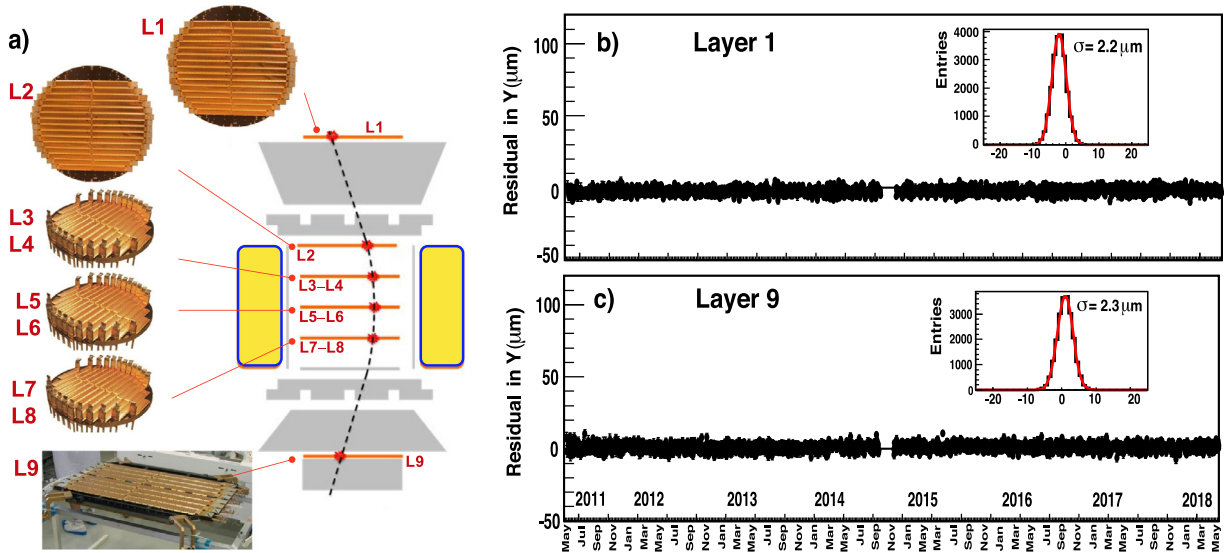 a)
L1
L2
L3
L4
L5
L6
L7
L8
L9
L1
L2
L3–L4
L5–L6
L7–L8
L9
b)
Layer 1
Residual in Y (μm)
100
50
0
-50
Entries
4000
3000
2000
1000
0
σ= 2.2 μm
-20 -10 0 10 20
c)
Layer 9
Residual in Y (μm)
100
50
0
-50
Entries
3000
2000
1000
0
σ= 2.3 μm
-20 -10 0 10 20
2011 2012 2013 2014 2015 2016 2017 2018
May Jul Sep Nov Jan Mar May Jul Sep Nov Jan Mar May Jul Sep Nov Jan Mar May Jul Sep Nov Jan Mar May Jul Sep Nov Jan Mar May Jul Sep Nov Jan Mar May Jul Sep Nov Jan Mar May